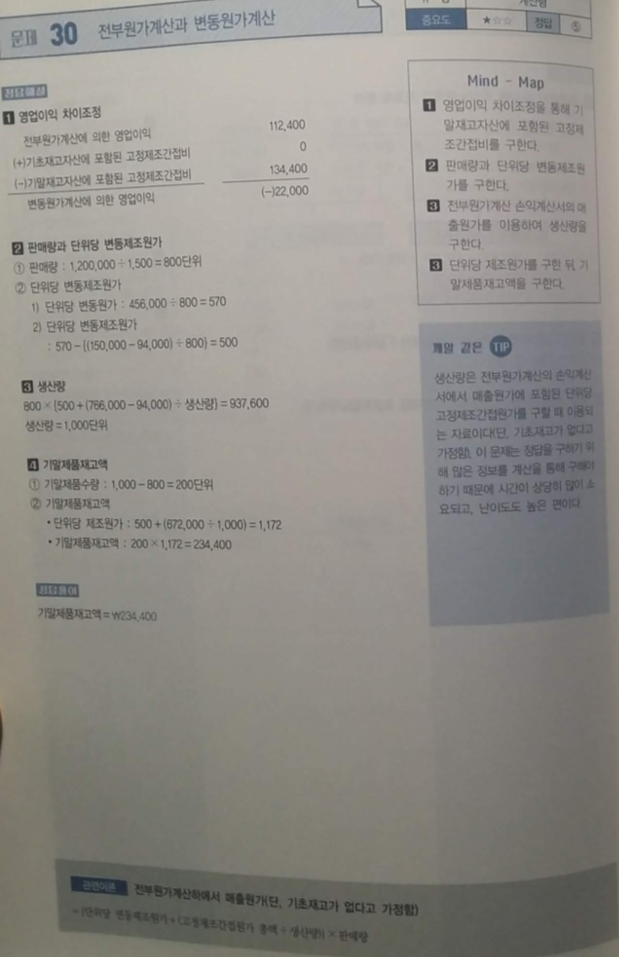 문제 30 전부원가계산과 변동원가계산
계산형
중요도 ★☆☆ 정답 ⑤
정답해설
1 영업이익 차이조정
전부원가계산에 의한 영업이익 112,400
(+)기초재고자산에 포함된 고정제조간접비 0
(-)기말재고자산에 포함된 고정제조간접비 134,400
변동원가계산에 의한 영업이익 (-)22,000
2 판매량과 단위당 변동제조원가
① 판매량 : 1,200,000÷1,500=800단위
② 단위당 변동제조원가
1) 단위당 변동원가 : 456,000÷800=570
2) 단위당 변동제조원가
: 570-{(150,000-94,000)÷800}=500
3 생산량
800×{500+(766,000-94,000)÷생산량}=937,600
생산량=1,000단위
4 기말제품재고액
① 기말제품수량 : 1,000-800=200단위
② 기말제품재고액
• 단위당 제조원가 : 500+(672,000÷1,000)=1,172
• 기말제품재고액 : 200×1,172=234,400
정답풀이
기말제품재고액=₩234,400
Mind - Map
1 영업이익 차이조정을 통해 기
말재고자산에 포함된 고정제
조간접비를 구한다.
2 판매량과 단위당 변동제조원
가를 구한다.
3 전부원가계산 손익계산서의 매
출원가를 이용하여 생산량을
구한다.
3 단위당 제조원가를 구한 뒤, 기
말제품재고액을 구한다.
깨알 같은 TIP
생산량은 전부원가계산의 손익계산
서에서 매출원가에 포함된 단위당
고정제조간접원가를 구할 때 이용되
는 자료이다(단, 기초재고가 없다고
가정함). 이 문제는 정답을 구하기 위
해 많은 정보를 계산을 통해 구해야
하기 때문에 시간이 상당히 많이 소
요되고, 난이도도 높은 편이다.
관련이론 전부원가계산하에서 매출원가(단, 기초재고가 없다고 가정함)
= {단위당 변동제조원가+(고정제조간접원가 총액÷생산량)}×판매량